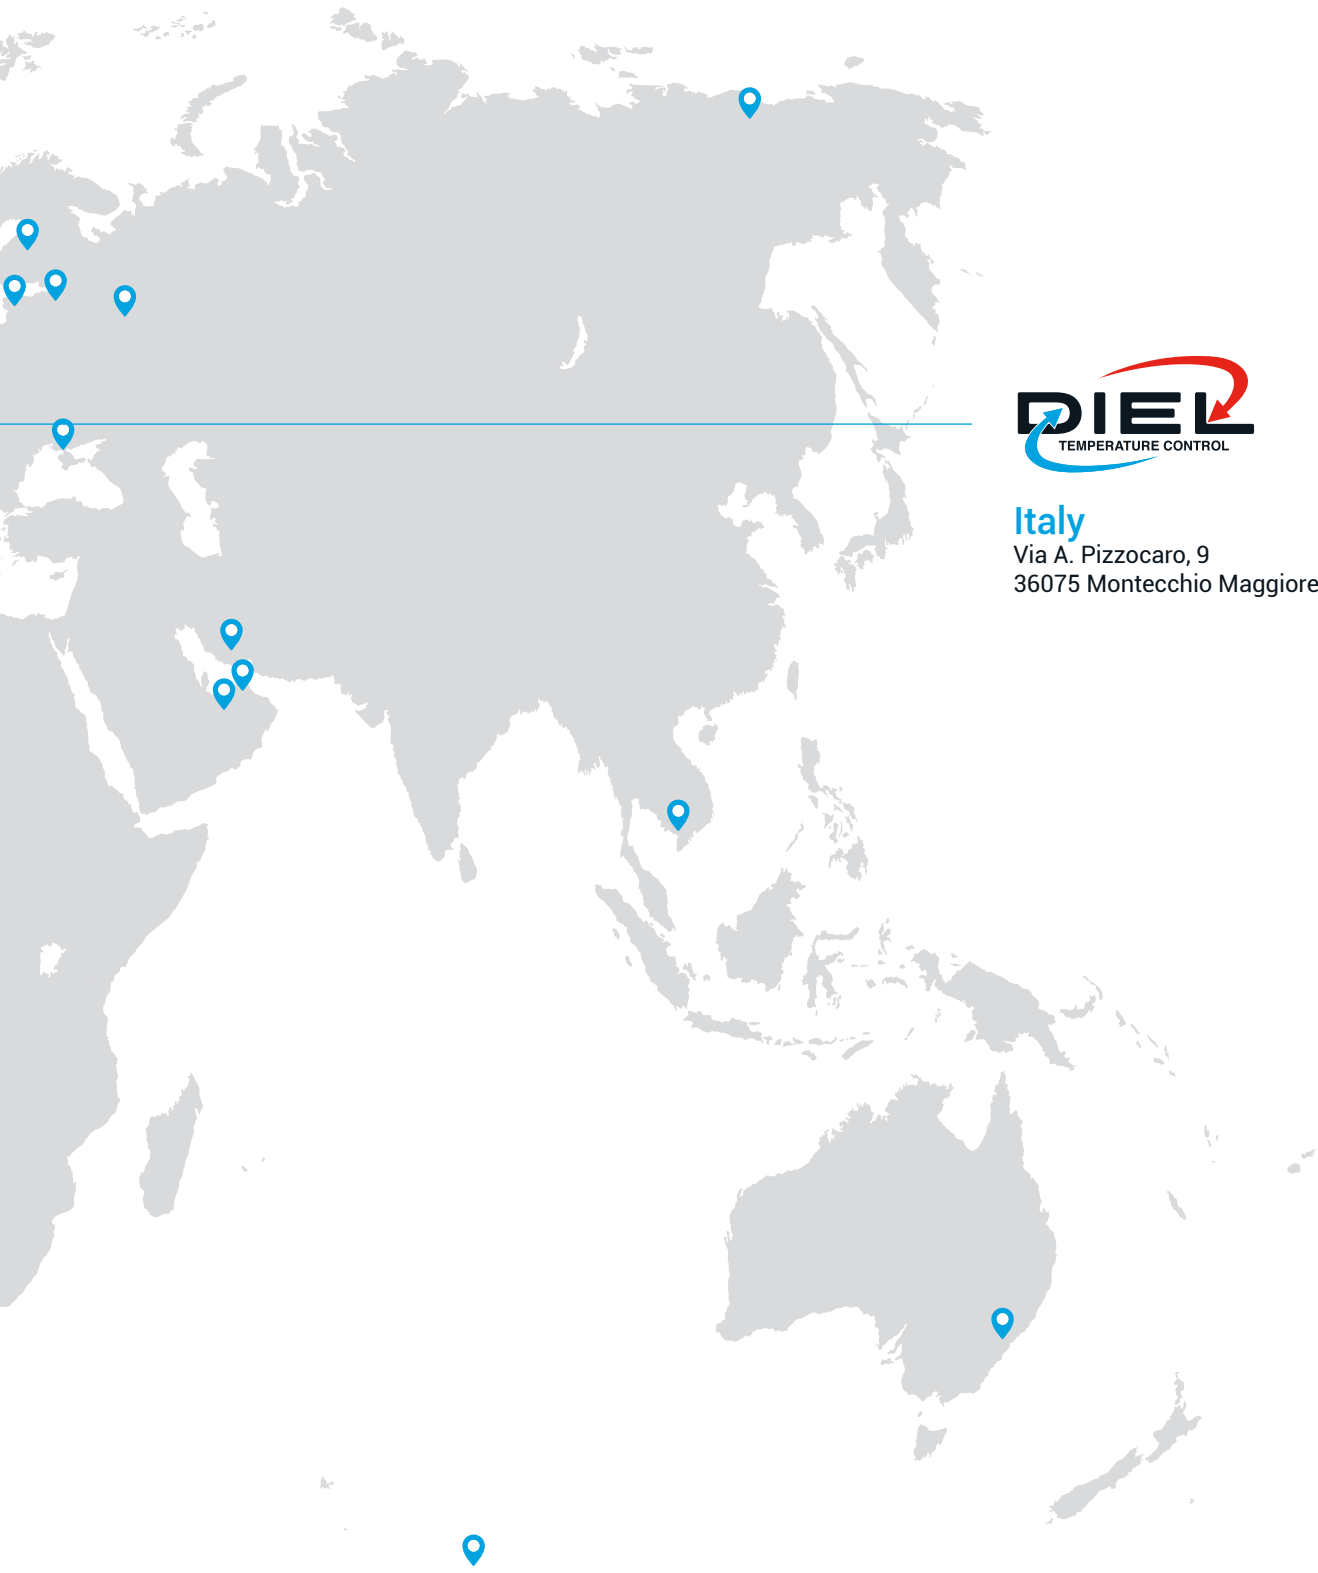 DIEL
TEMPERATURE CONTROL
Italy
Via A. Pizzocaro, 9
36075 Montecchio Maggiore